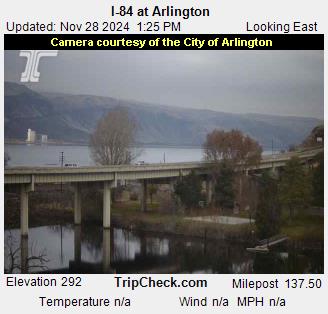 I-84 at Arlington
Updated: Nov 28 2024 1:25 PM Looking East
Camera courtesy of the City of Arlington
Elevation 292 TripCheck.com Milepost 137.50
Temperature n/a Wind n/a MPH n/a